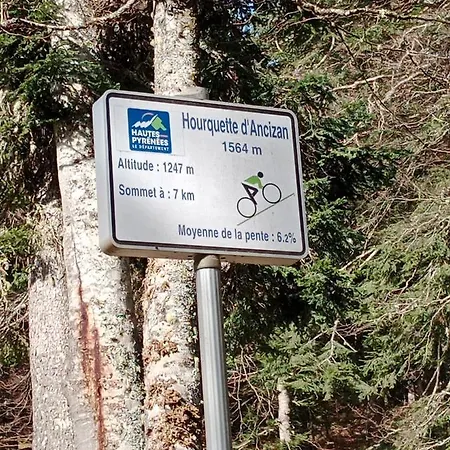 Hourquette d'Ancizan
1564 m
HAUTES
PYRÉNÉES
LE DÉPARTEMENT
Altitude : 1247 m
Sommet à : 7 km
Moyenne de la pente : 6.2%